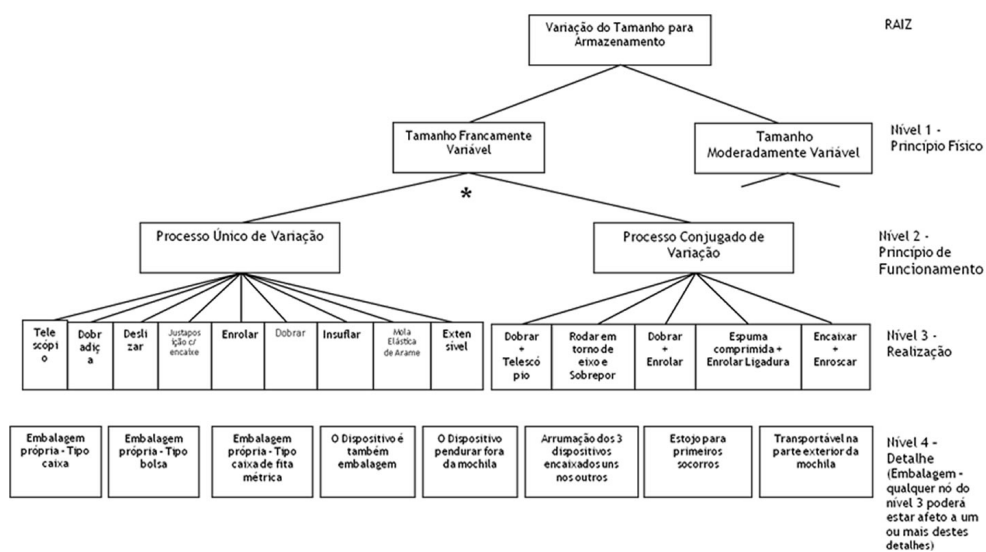 Variação do Tamanho para
Armazenamento
RAIZ
Tamanho Francamente
Variável
Tamanho
Moderadamente Variável
Nível 1 -
Princípio Físico
*
Processo Único de Variação
Processo Conjugado de
Variação
Nível 2 -
Princípio de
Funcionamento
Tele
scópi
o
Dobr
adiç
a
Desli
zar
Justapos
ição c/
encaixe
Enrolar
Dobrar
Insuflar
Mola
Elástica
de Arame
Exten
sível
Dobrar
+
Telescó
pio
Rodar em
torno de
eixo e
Sobrepor
Dobrar
+
Enrolar
Espuma
comprimida +
Enrolar Ligadura
Encaixar
+
Enroscar
Nível 3 -
Realização
Embalagem
própria - Tipo
caixa
Embalagem
própria - Tipo
bolsa
Embalagem
própria - Tipo
caixa de fita
métrica
O Dispositivo é
também
embalagem
O Dispositivo
pendurar fora
da mochila
Arrumação dos 3
dispositivos
encaixados uns
nos outros
Estojo para
primeiros
socorros
Transportável na
parte exterior da
mochila
Nível 4 -
Detalhe
(Embalagem -
qualquer nó do
nível 3 poderá
estar afeto a um
ou mais destes
detalhes)